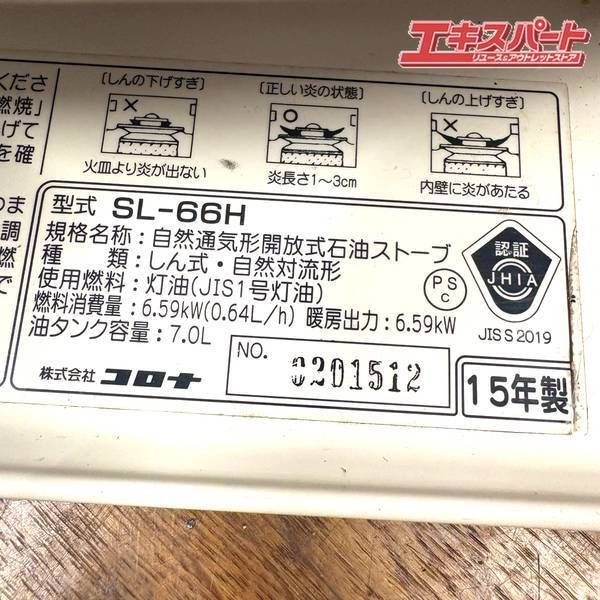 エキスパート
リユース&アウトレットストア
くださ
燃焼」
げて
を確
のま
調
燃
で
〔しんの下げすぎ〕
火皿より炎が出ない
〔正しい炎の状態〕
炎長さ1〜3cm
〔しんの上げすぎ〕
内壁に炎があたる
型式 SL-66H
規格名称:自然通気形開放式石油ストーブ
種 類:しん式・自然対流形
使用燃料:灯油(JIS1号灯油)
燃料消費量:6.59kW(0.64L/h) 暖房出力:6.59kW
油タンク容量:7.0L
PS
C
認証
JHIA
JIS S 2019
株式会社 コロナ
NO. 0201512
15年製